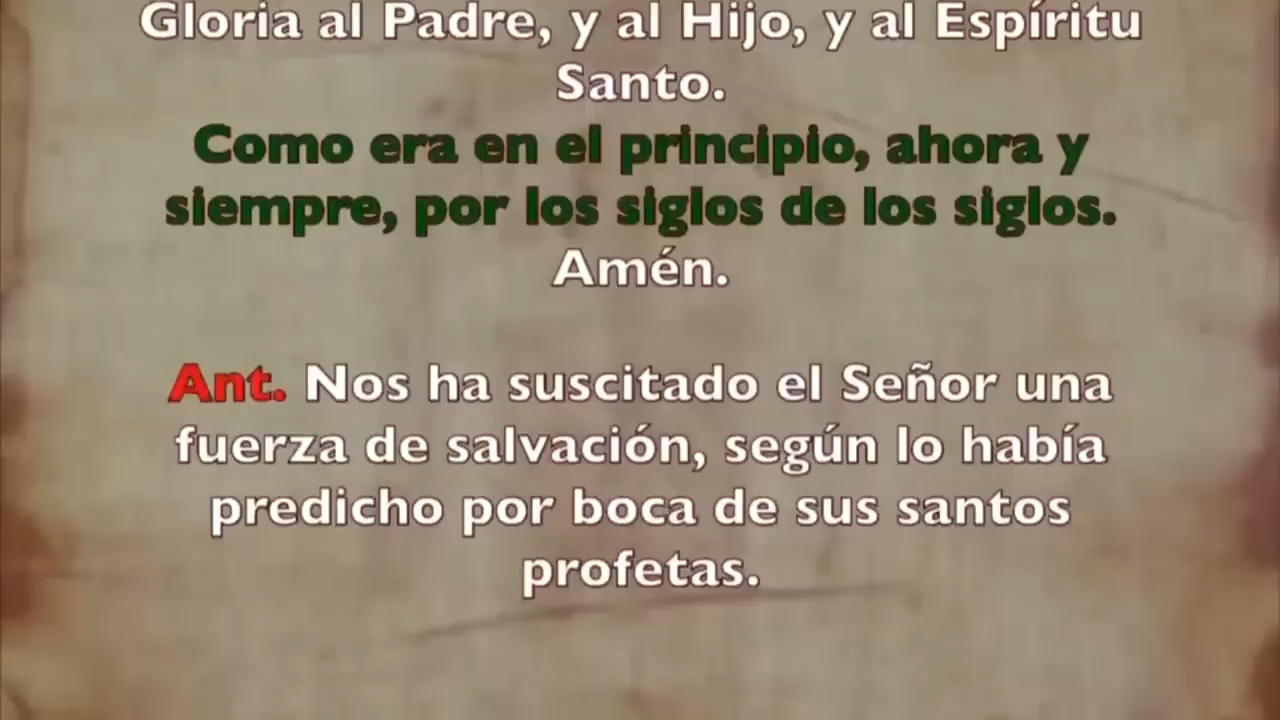 Gloria al Padre, y al Hijo, y al Espíritu
Santo.
Como era en el principio, ahora y
siempre, por los siglos de los siglos.
Amén.
Ant. Nos ha suscitado el Señor una
fuerza de salvación, según lo había
predicho por boca de sus santos
profetas.